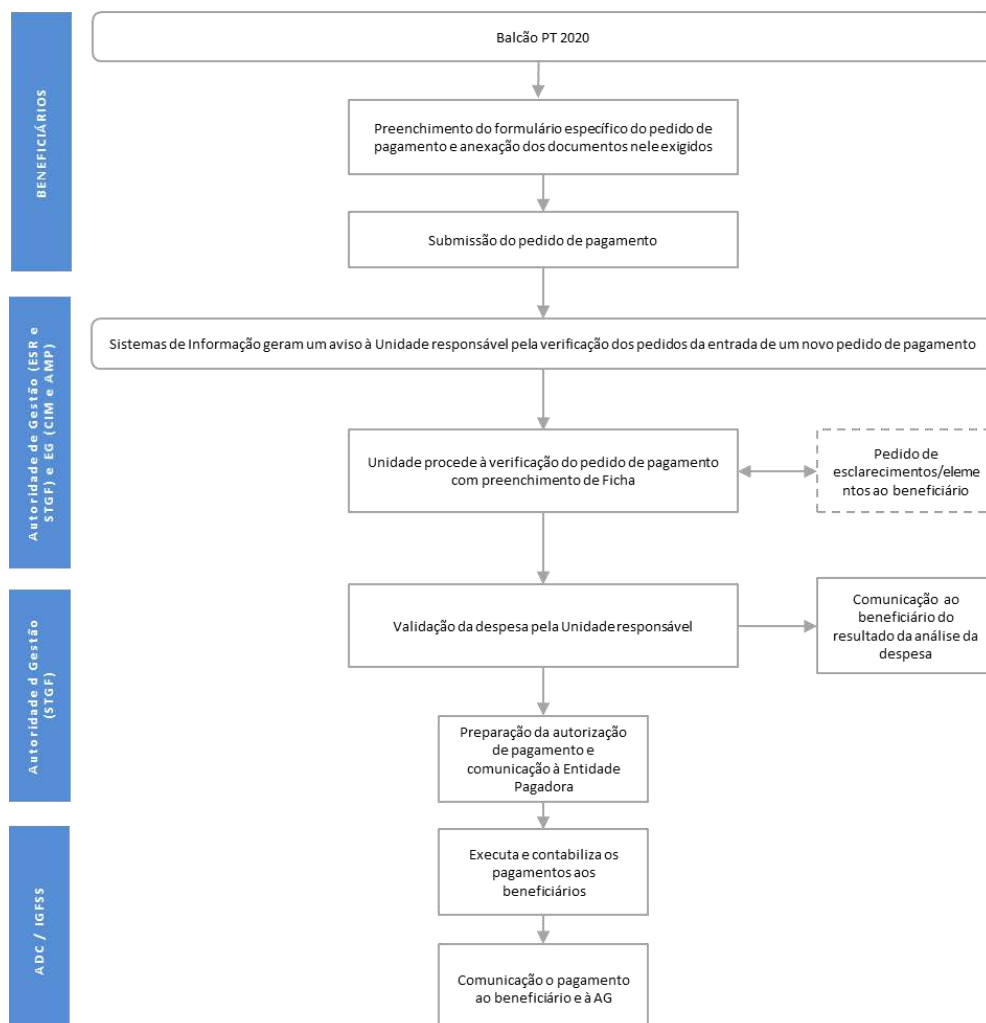 BENEFICIÁRIOS
Balcão PT 2020
Preenchimento do formulário específico do pedido de
pagamento e anexação dos documentos nele exigidos
Submissão do pedido de pagamento
Autoridade de Gestão (ESR e
STGF) e EG (CIM e AMP)
Sistemas de Informação geram um aviso à Unidade responsável pela verificação dos pedidos da entrada de um novo pedido de pagamento
Unidade procede à verificação do pedido de pagamento
com preenchimento de Ficha
Pedido de
esclarecimentos/eleme
ntos ao beneficiário
Autoridade d Gestão
(STGF)
Validação da despesa pela Unidade responsável
Comunicação ao
beneficiário do
resultado da análise da
despesa
Preparação da autorização
de pagamento e
comunicação à Entidade
Pagadora
ADC / IGFSS
Executa e contabiliza os
pagamentos aos
beneficiários
Comunicação o pagamento
ao beneficiário e à AG